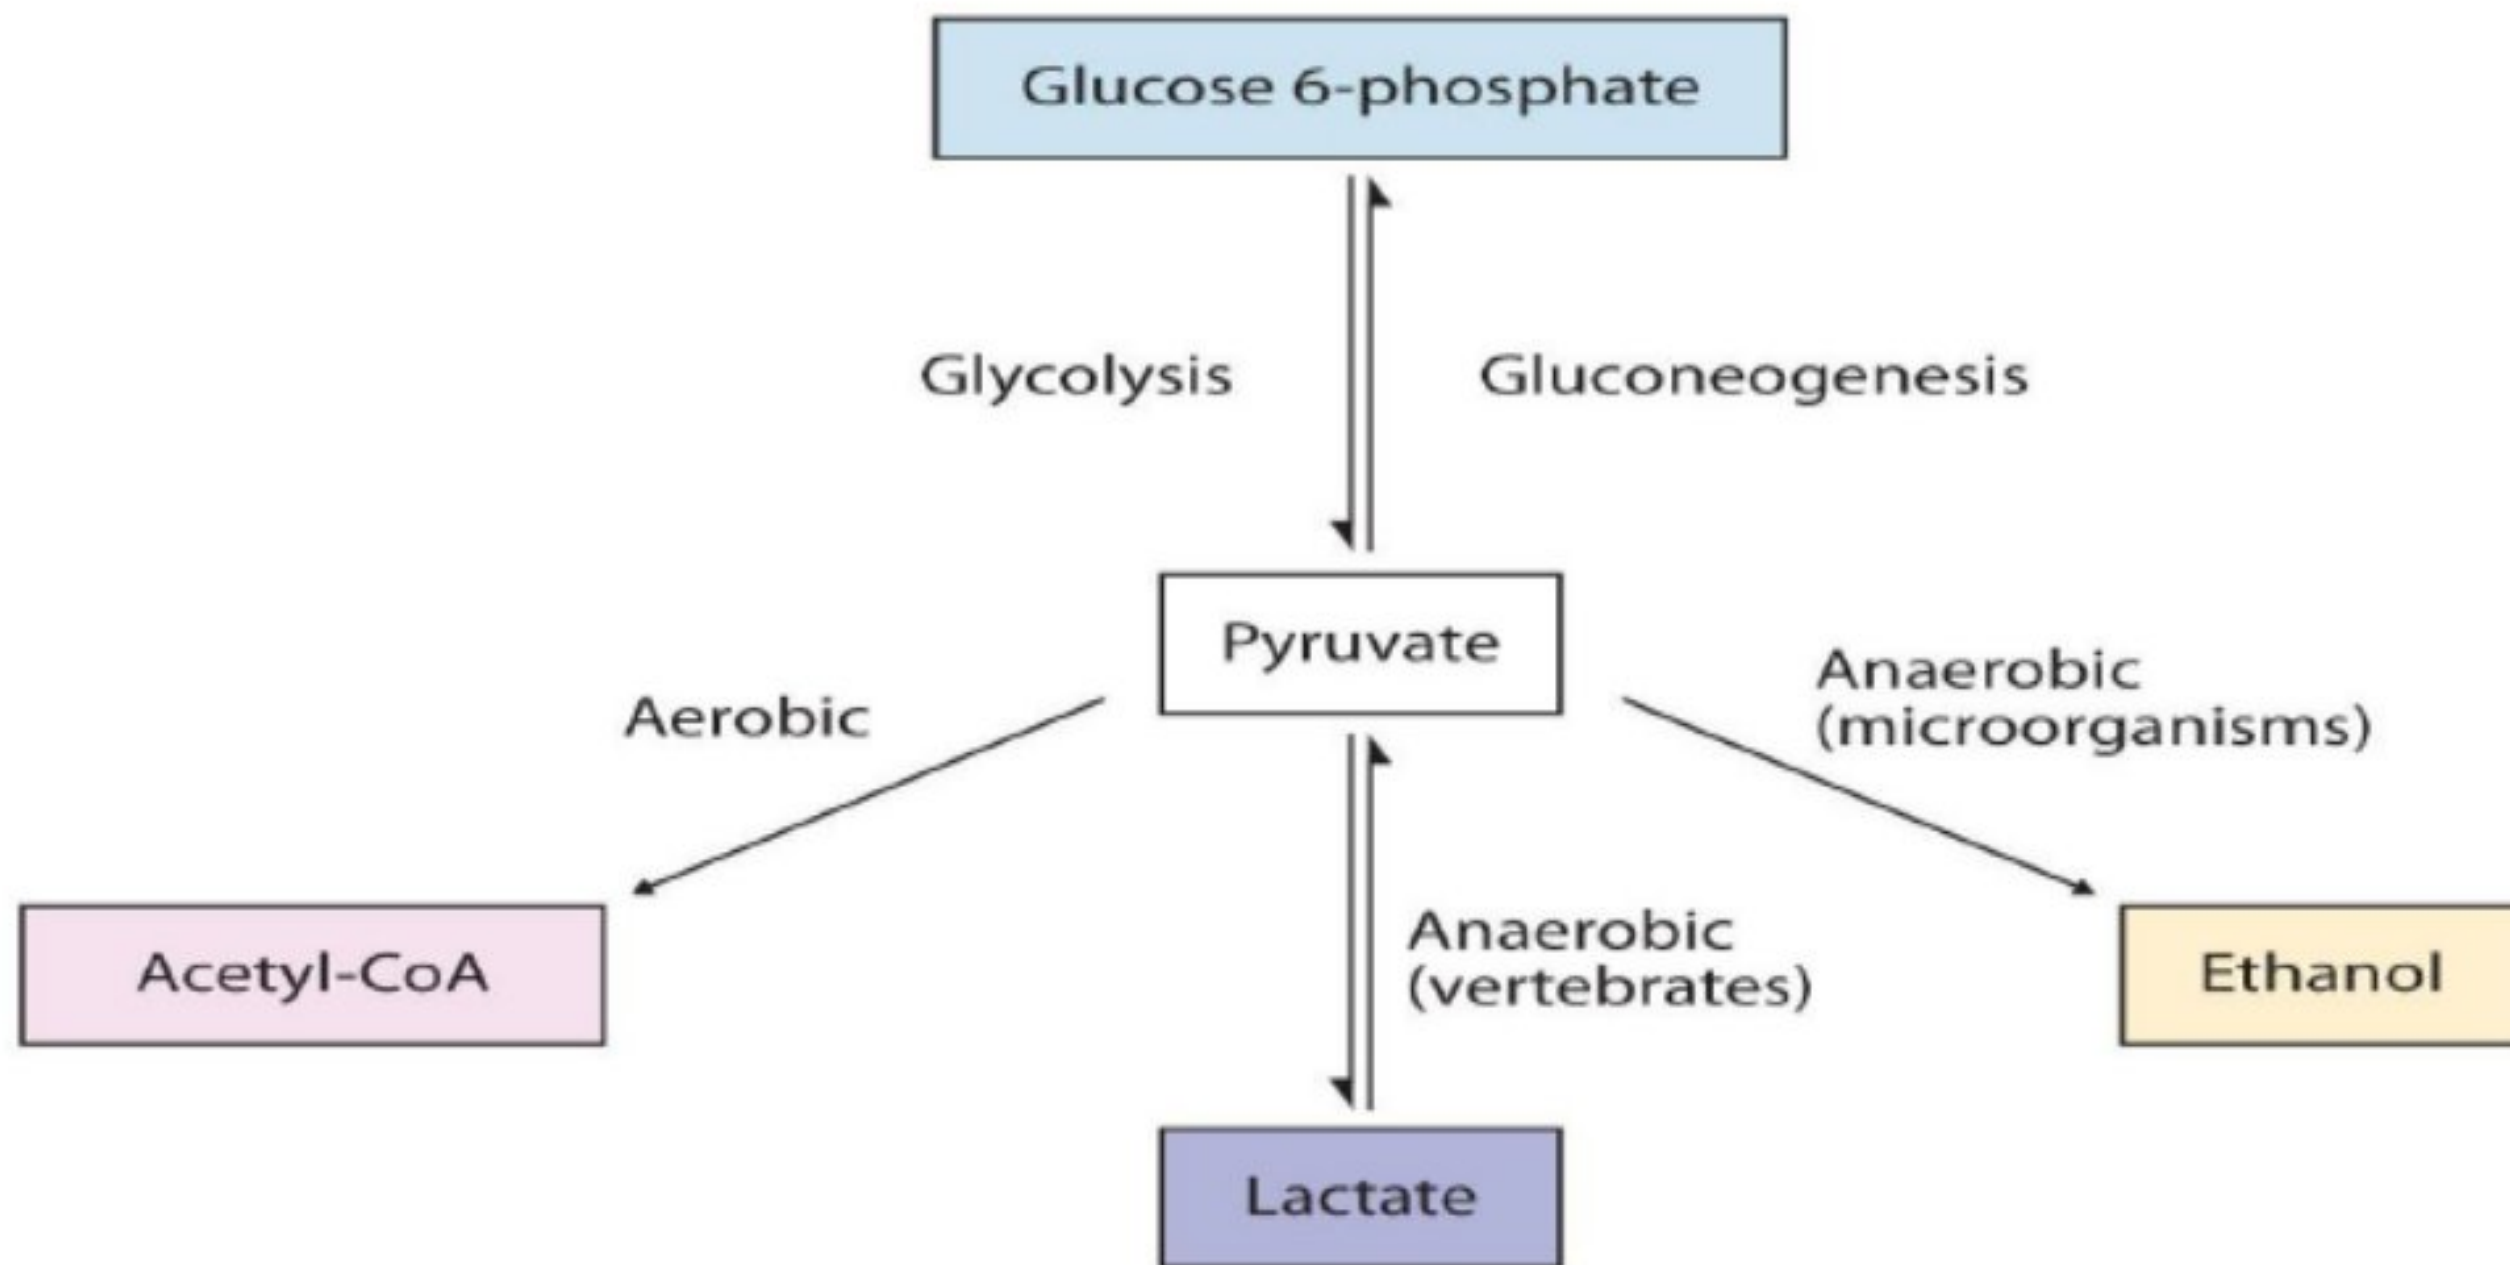 Glucose 6-phosphate
Glycolysis
Gluconeogenesis
Pyruvate
Aerobic
Anaerobic
(microorganisms)
Acetyl-CoA
Anaerobic
(vertebrates)
Ethanol
Lactate